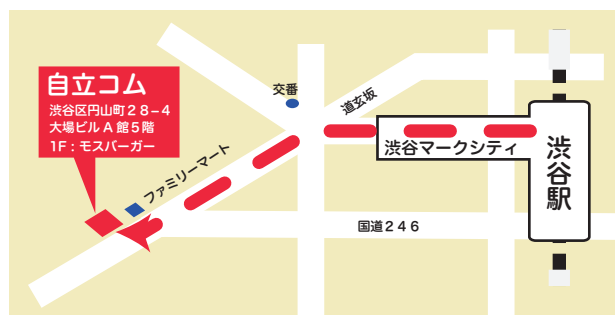 自立コム
渋谷区円山町２８−４
大場ビルＡ館５階
１Ｆ：モスバーガー
交番
道玄坂
ファミリーマート
渋谷マークシティ
渋谷駅
国道２４６